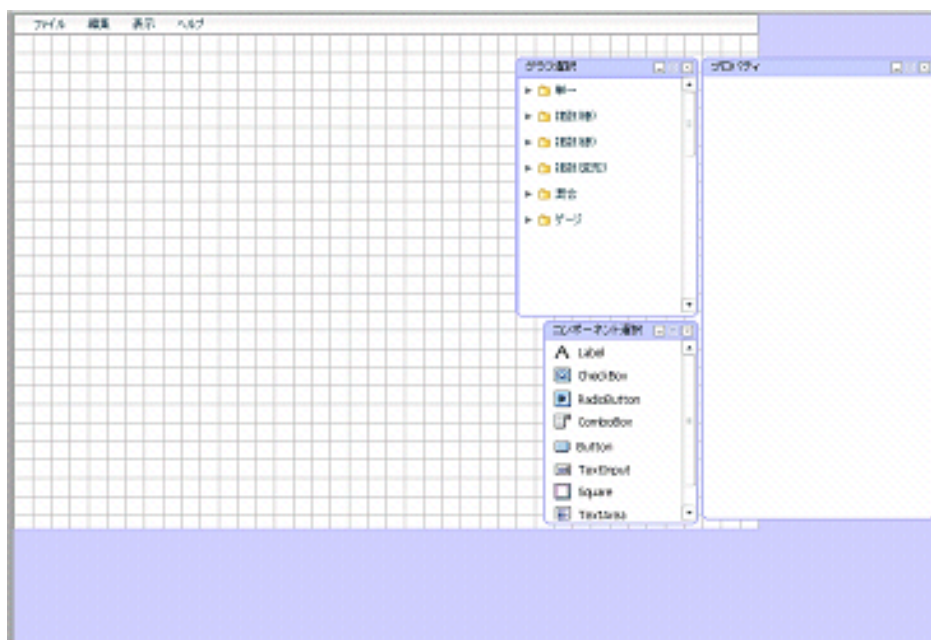 ファイル 編集 表示 ヘルプ
グラフ選択
単一
混合
ゲージ
プロパティ
コンポーネント選択
Label
CheckBox
RadioButton
ComboBox
Button
TextInput
Square
TextArea